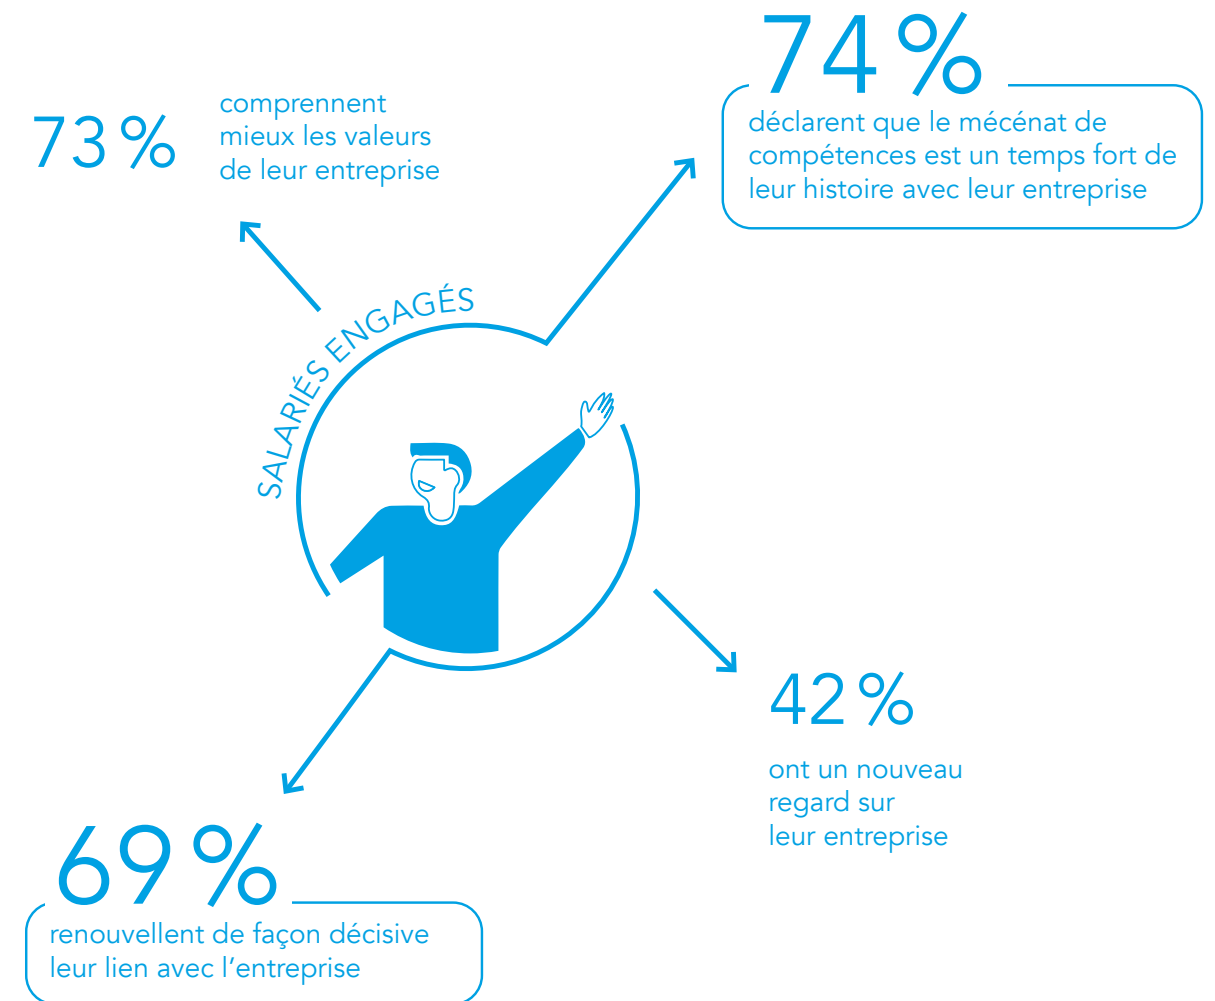 74 %
déclarent que le mécénat de
compétences est un temps fort de
leur histoire avec leur entreprise
73 %
comprennent
mieux les valeurs
de leur entreprise
SALARIÉS ENGAGÉS
42 %
ont un nouveau
regard sur
leur entreprise
69 %
renouvellent de façon décisive
leur lien avec l’entreprise